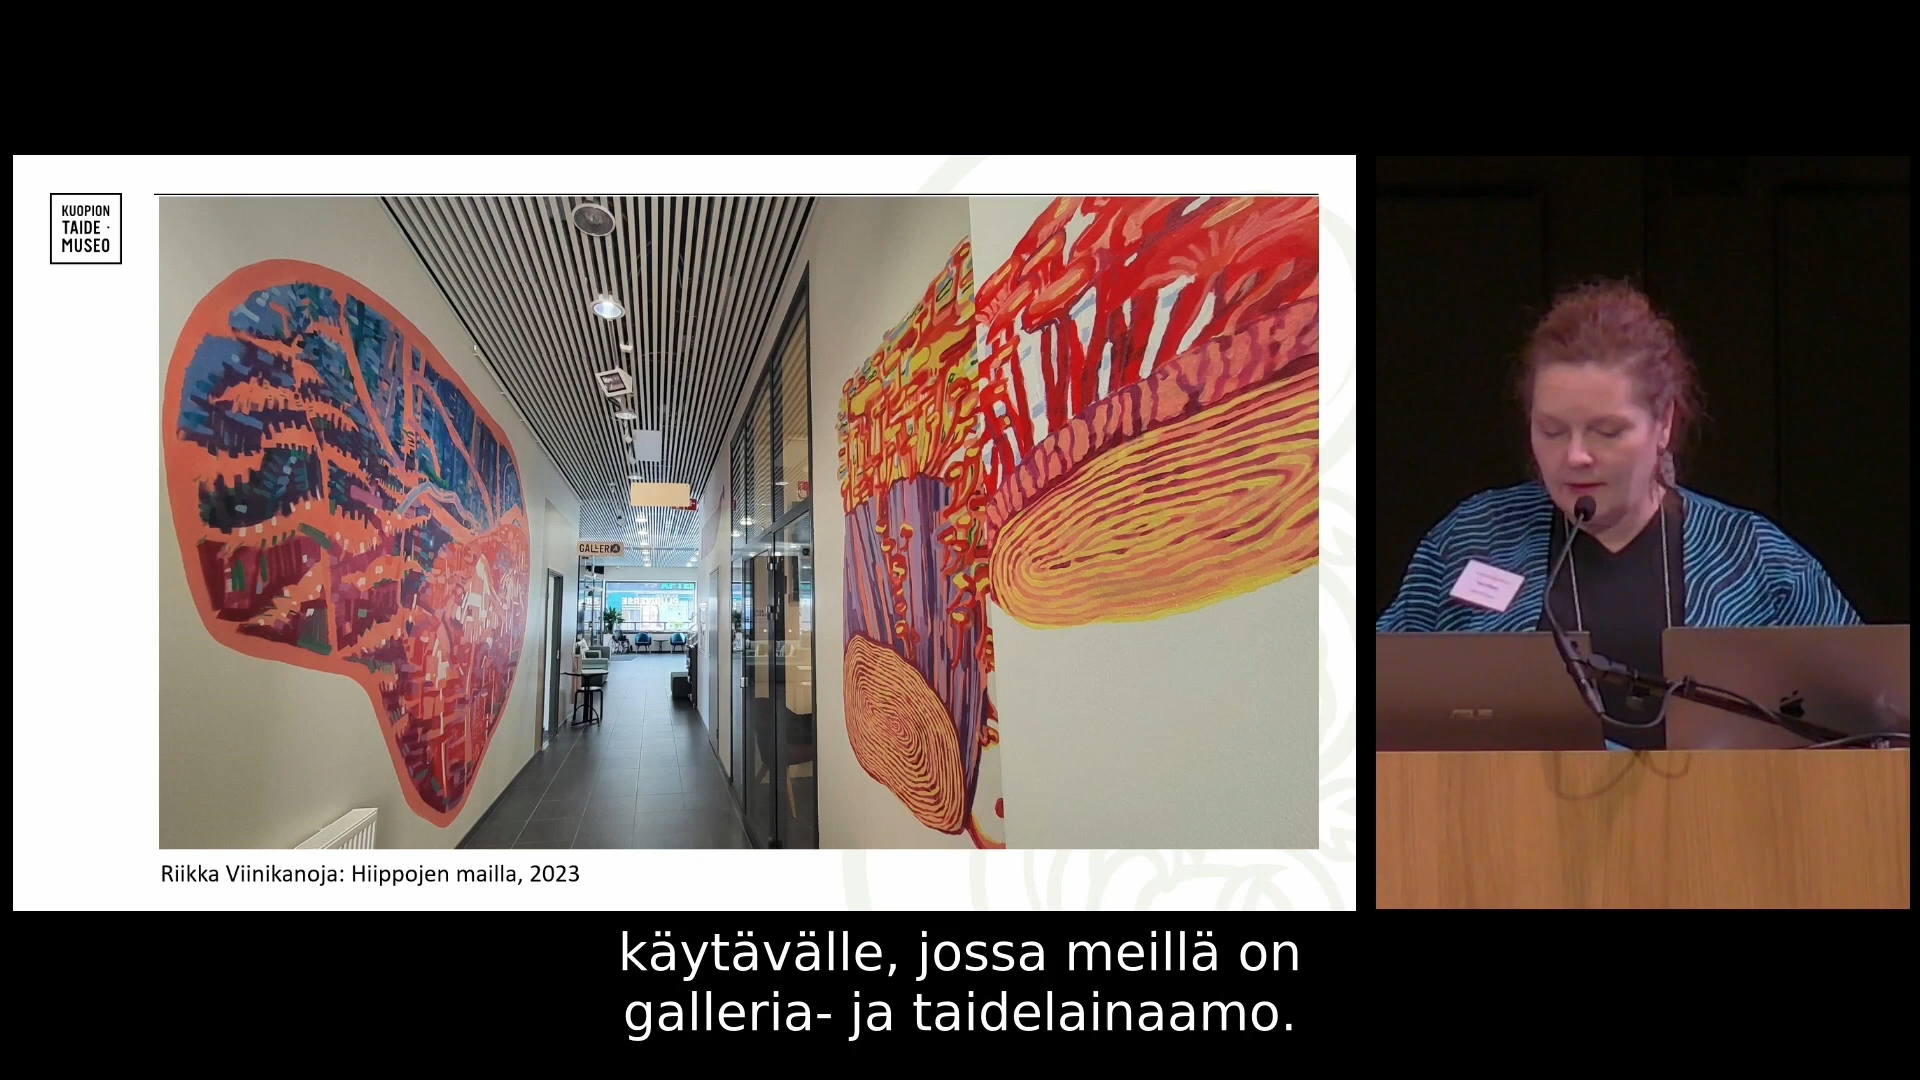 KUOPION
TAIDE·
MUSEO
GALLERIA
Riikka Viinikanoja: Hiippojen mailla, 2023
käytävälle, jossa meillä on
galleria- ja taidelainaamo.